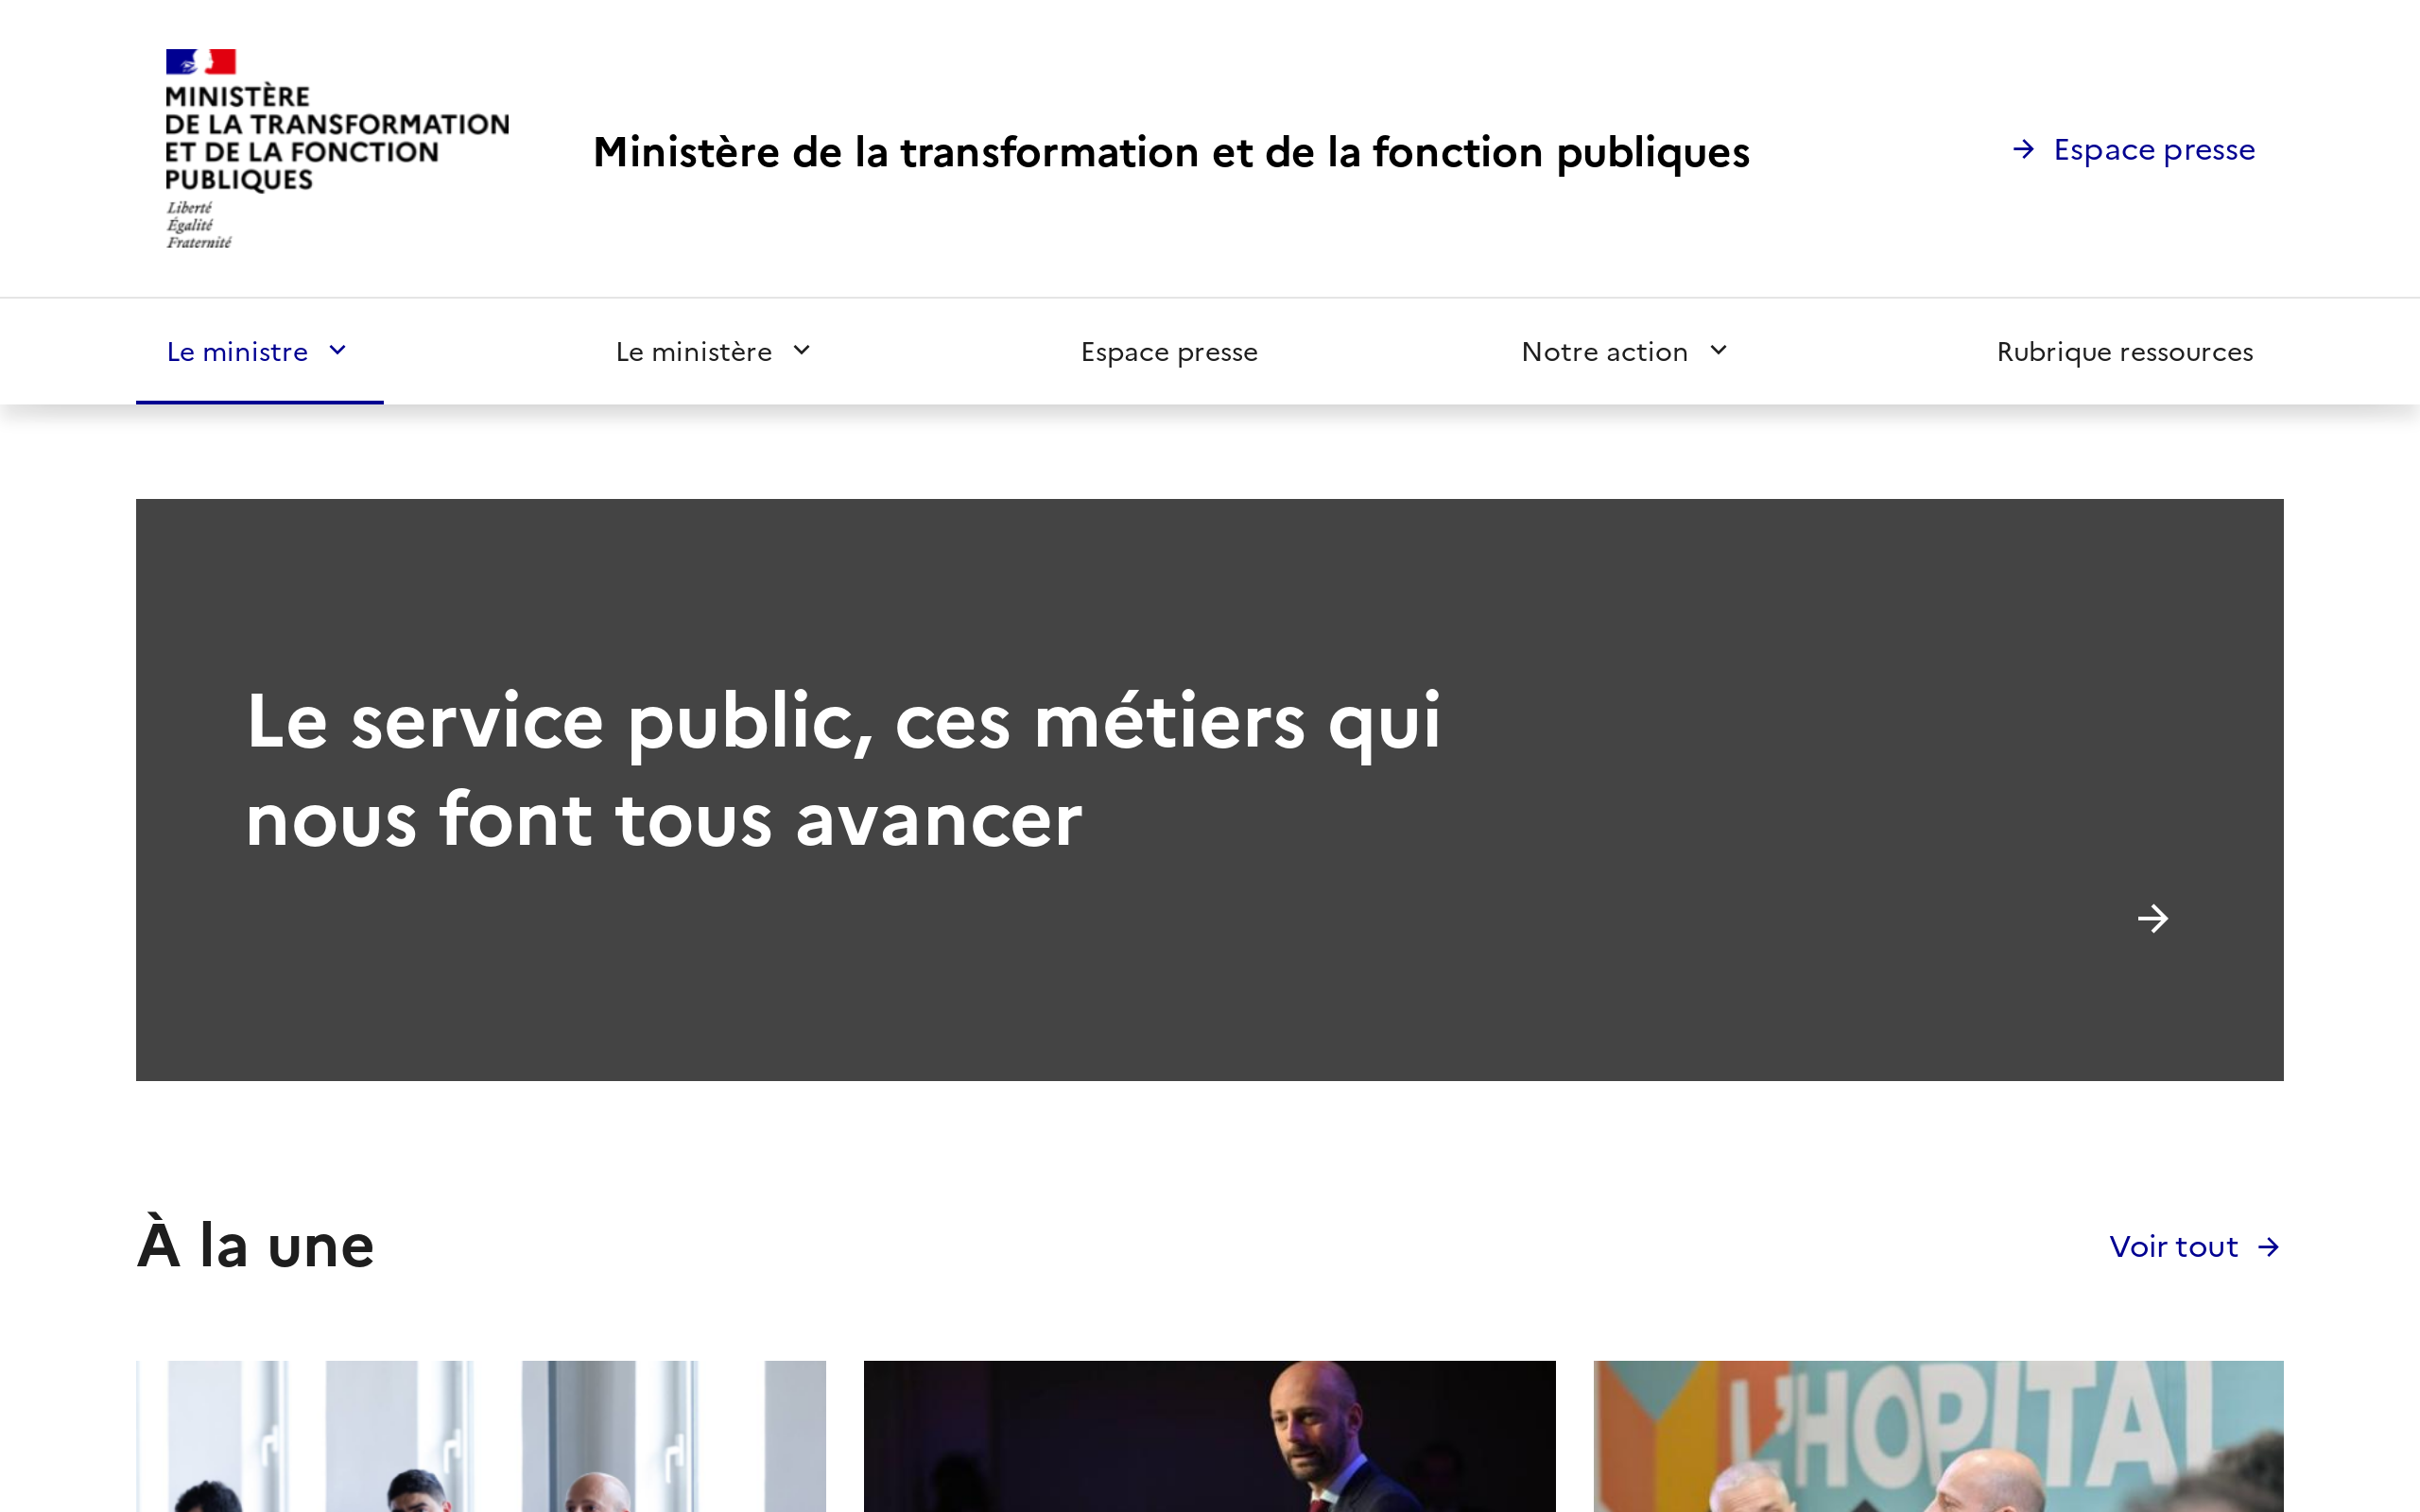 MINISTÈRE
DE LA TRANSFORMATION
ET DE LA FONCTION
PUBLIQUES
Liberté
Égalité
Fraternité
Ministère de la transformation et de la fonction publiques
Espace presse
Le ministre
Le ministère
Espace presse
Notre action
Rubrique ressources
Le service public, ces métiers qui
nous font tous avancer
À la une
Voir tout
L'HOPITAL